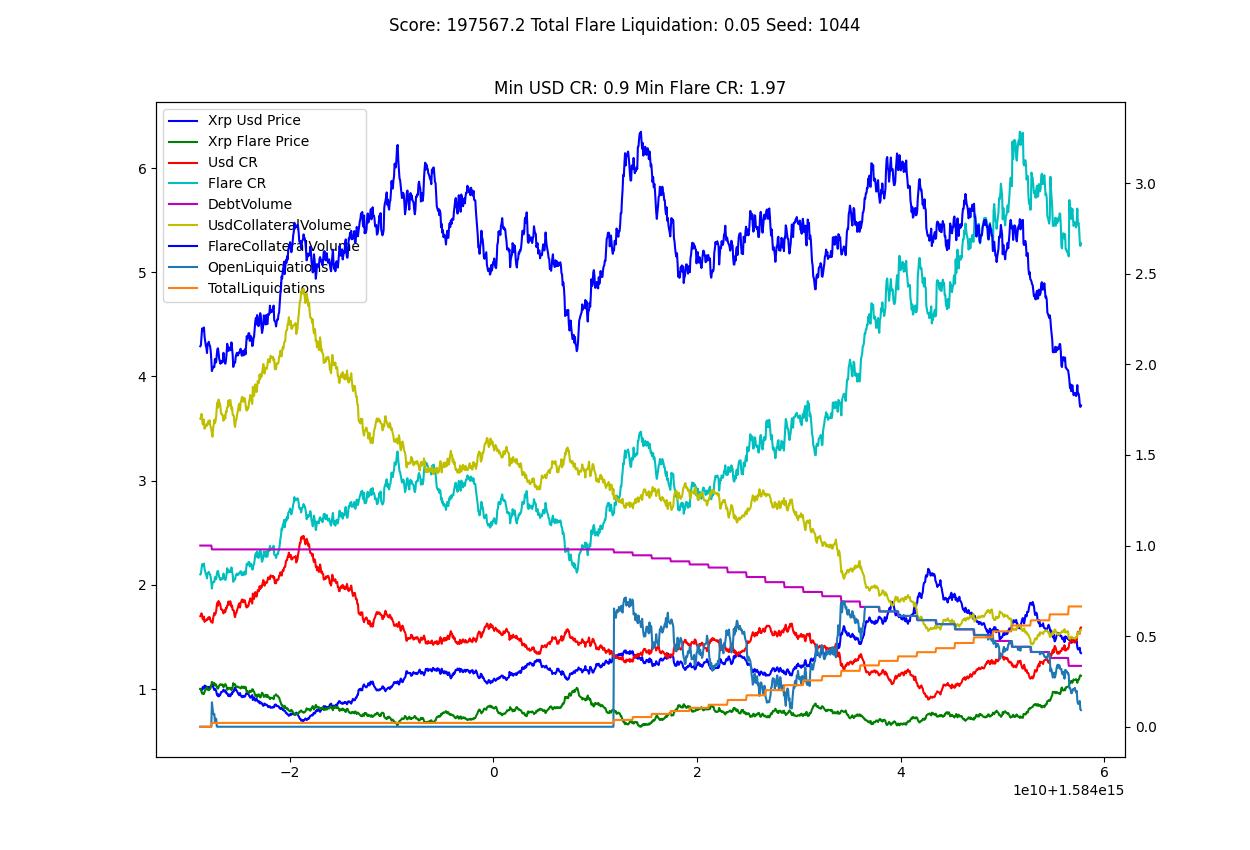 Score: 197567.2 Total Flare Liquidation: 0.05 Seed: 1044
Min USD CR: 0.9 Min Flare CR: 1.97
Xrp Usd Price
Xrp Flare Price
Usd CR
Flare CR
DebtVolume
UsdCollateralVolume
FlareCollateralVolume
OpenLiquidations
TotalLiquidations
6
5
4
3
2
1
3.0
2.5
2.0
1.5
1.0
0.5
0.0
−2
0
2
4
6
1e10+1.584e15